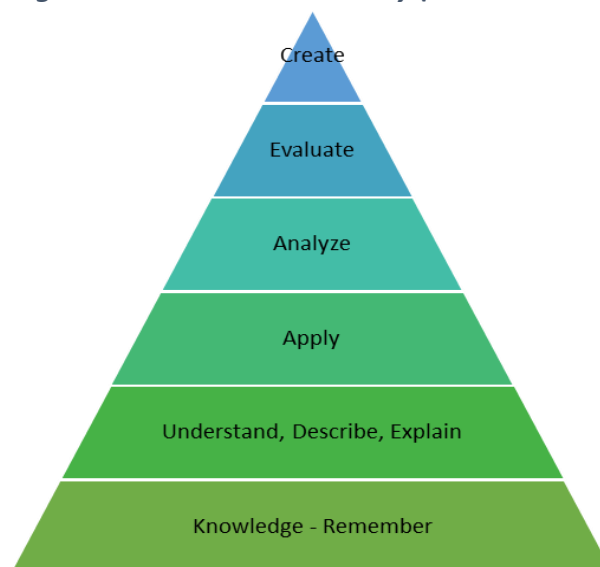 Create
Evaluate
Analyze
Apply
Understand, Describe, Explain
Knowledge - Remember